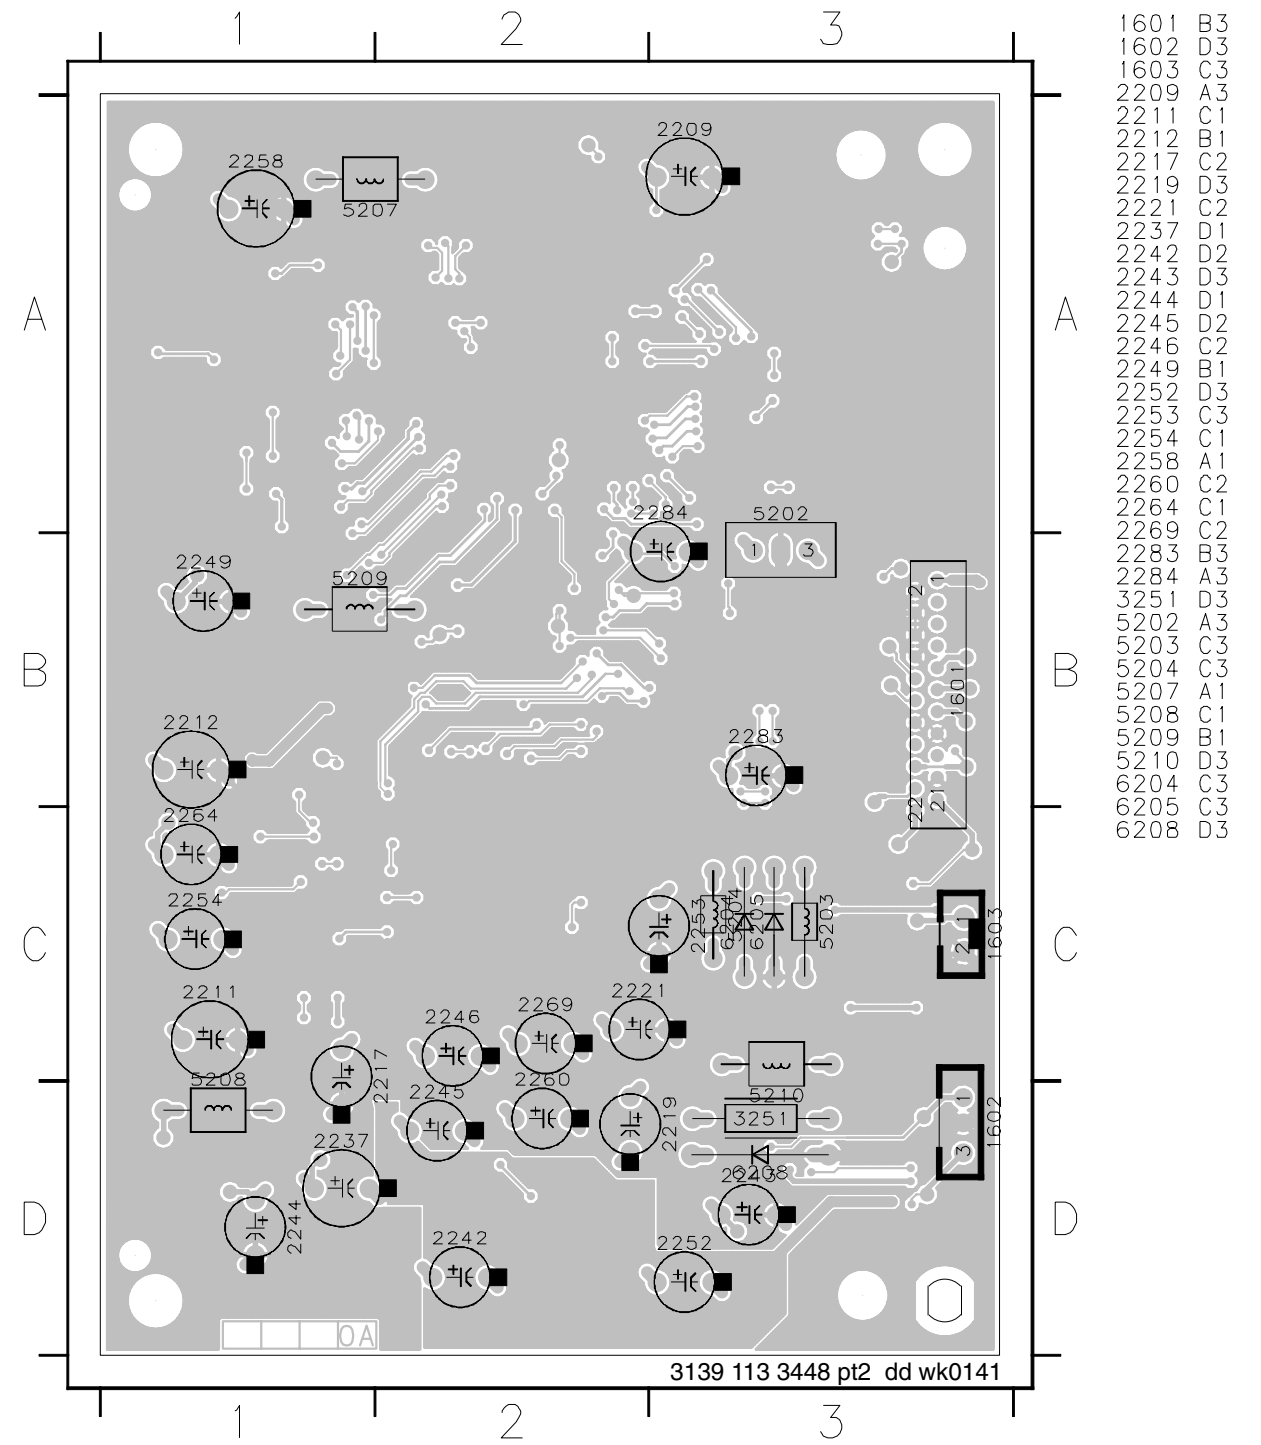 1 2 3
1601 B3
1602 D3
1603 C3
2209 A3
2211 C1
2212 B1
2217 C2
2219 D3
2221 C2
2237 D1
2242 D2
2243 D3
2244 D1
2245 D2
2246 C2
2249 B1
2252 D3
2253 C3
2254 C1
2258 A1
2260 C2
2264 C1
2269 C2
2283 B3
2284 A3
3251 D3
5202 A3
5203 C3
5204 C3
5207 A1
5208 C1
5209 B1
5210 D3
6204 C3
6205 C3
6208 D3
2209
2258
5207
A A
2284 5202
1 3
2249
5209
2 1
B B
1601
2212
2283
22 21
2264
2254
2253
5204
6204
6205
5203
1
2
1603
C C
2211
2246
2269
2221
2217
5208
2245
2260
2219
5210
3251
1
3
1602
2237
6208
2243
2244
D D
2242
2252
0A
3139 113 3448 pt2 dd wk0141
1 2 3